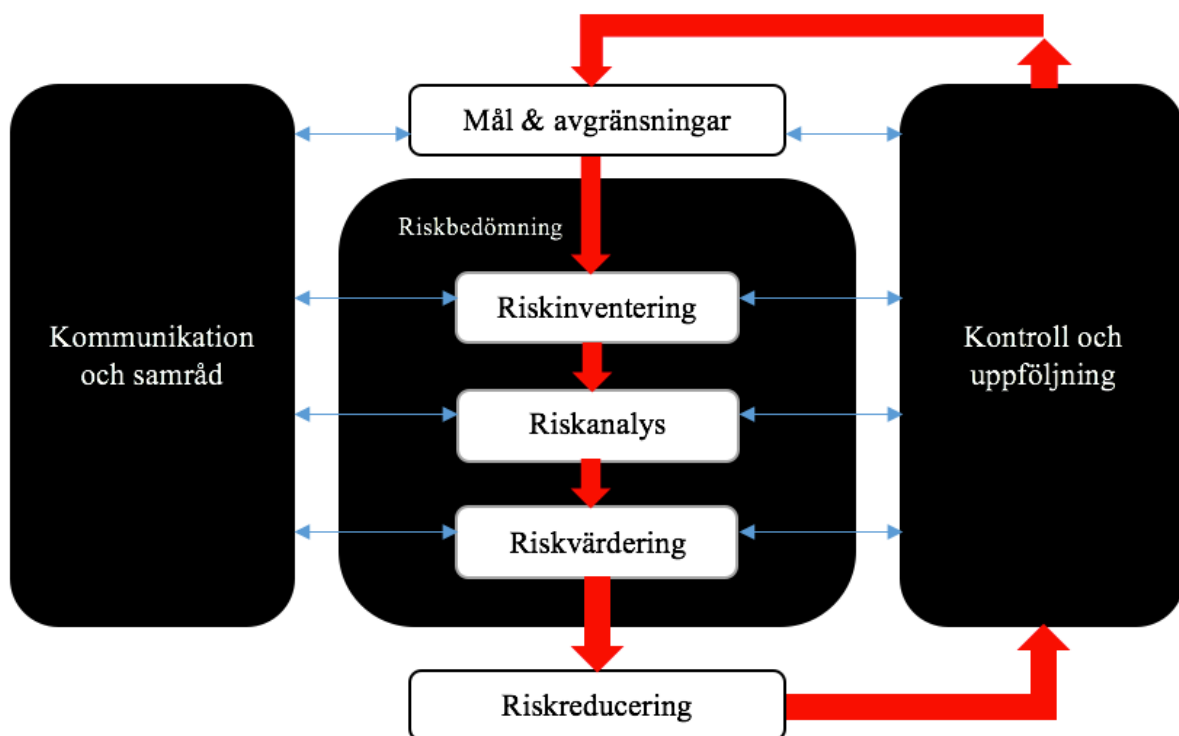 Mål & avgränsningar
Riskbedömning
Riskinventering
Kommunikation
och samråd
Kontroll och
uppföljning
Riskanalys
Riskvärdering
Riskreducering